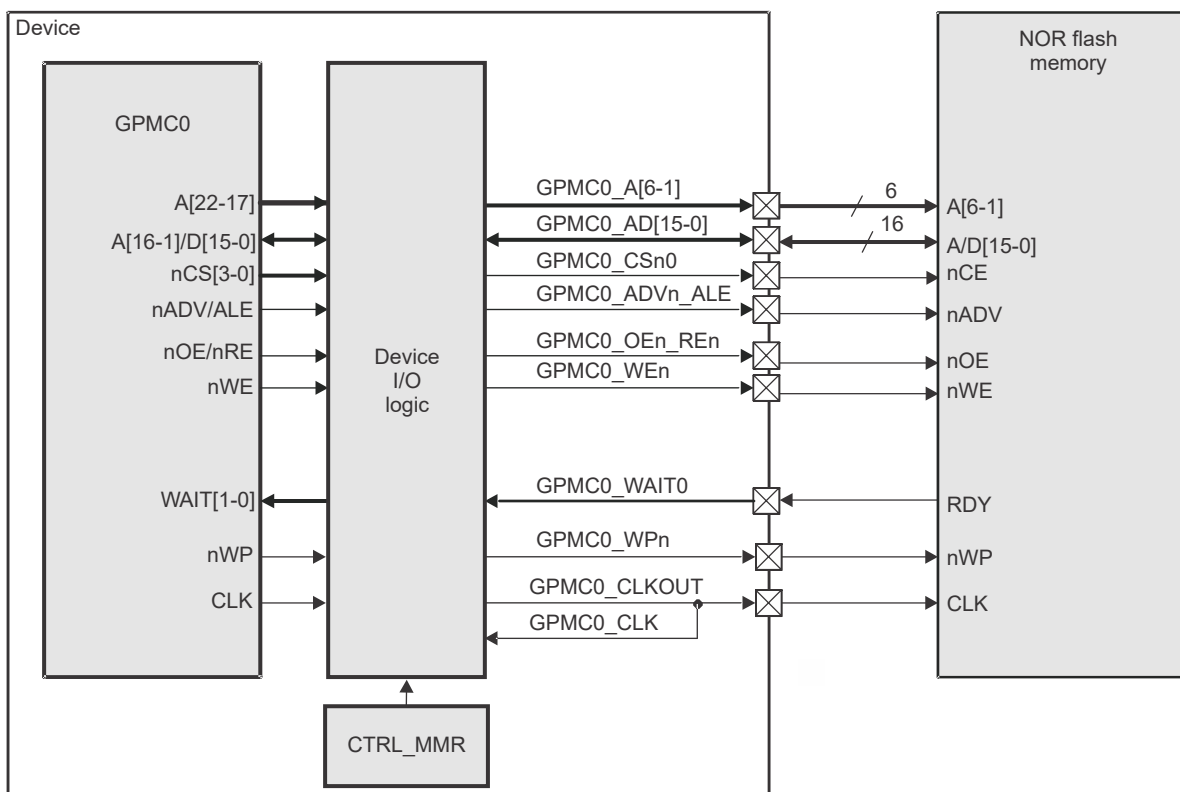 Device
NOR flash
memory
GPMC0
A[22-17]
GPMC0_A[6-1]
6
A[6-1]
A[16-1]/D[15-0]
GPMC0_AD[15-0]
16
A/D[15-0]
nCS[3-0]
GPMC0_CSn0
nCE
nADV/ALE
GPMC0_ADVn_ALE
nADV
nOE/nRE
GPMC0_OEn_REn
nOE
nWE
GPMC0_WEn
nWE
Device
I/O
logic
WAIT[1-0]
GPMC0_WAIT0
RDY
nWP
GPMC0_WPn
nWP
CLK
GPMC0_CLKOUT
CLK
GPMC0_CLK
CTRL_MMR